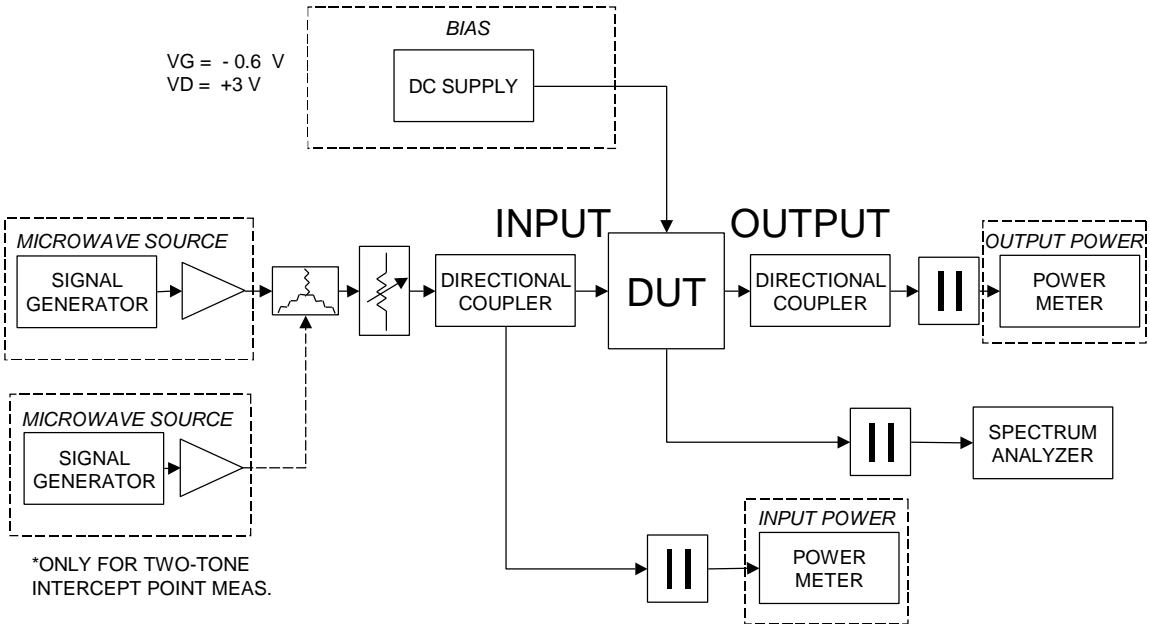 BIAS
VG = - 0.6 V
VD = +3 V
DC SUPPLY
INPUT
OUTPUT
MICROWAVE SOURCE
SIGNAL
GENERATOR
DIRECTIONAL
COUPLER
DUT
DIRECTIONAL
COUPLER
OUTPUT POWER
POWER
METER
MICROWAVE SOURCE
SIGNAL
GENERATOR
SPECTRUM
ANALYZER
INPUT POWER
POWER
METER
*ONLY FOR TWO-TONE
INTERCEPT POINT MEAS.